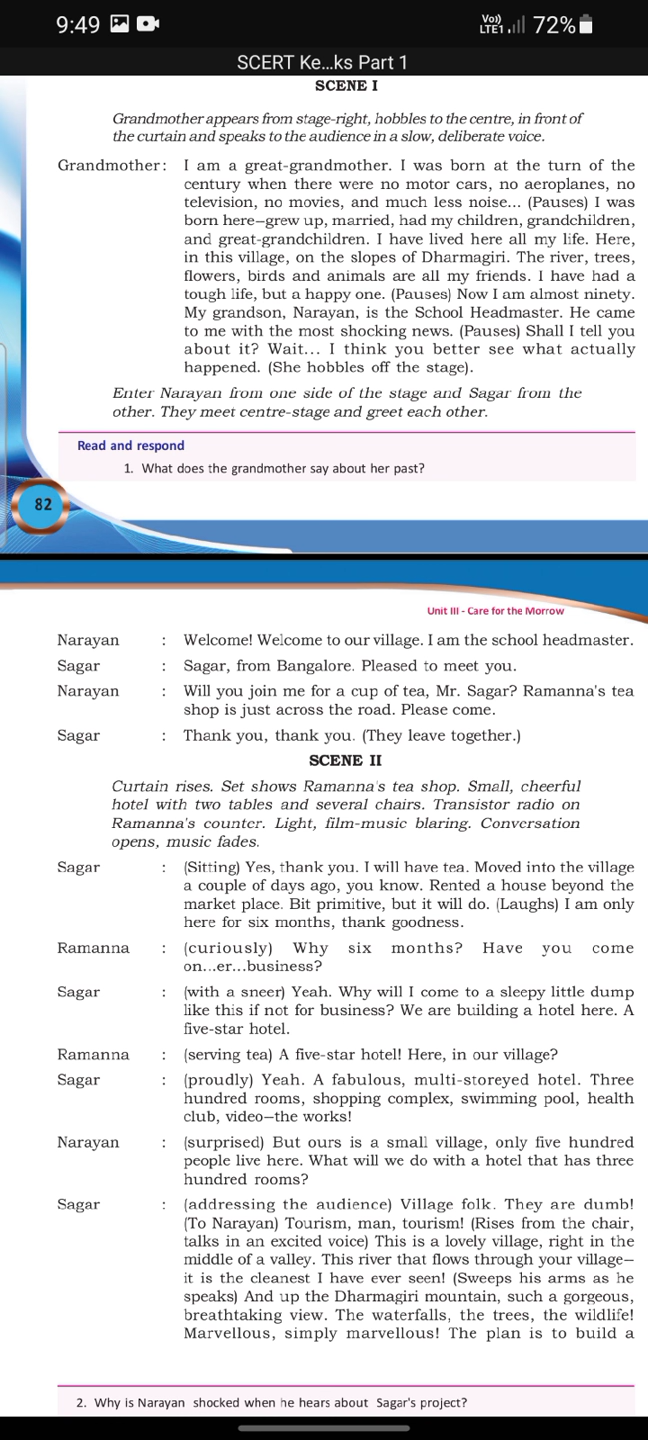 9:49 Vo)) LTE1 72%
SCERT Ke...ks Part 1
SCENE I
Grandmother appears from stage-right, hobbles to the centre, in front of
the curtain and speaks to the audience in a slow, deliberate voice.
Grandmother: I am a great-grandmother. I was born at the turn of the
century when there were no motor cars, no aeroplanes, no
television, no movies, and much less noise... (Pauses) I was
born here–grew up, married, had my children, grandchildren,
and great-grandchildren. I have lived here all my life. Here,
in this village, on the slopes of Dharmagiri. The river, trees,
flowers, birds and animals are all my friends. I have had a
tough life, but a happy one. (Pauses) Now I am almost ninety.
My grandson, Narayan, is the School Headmaster. He came
to me with the most shocking news. (Pauses) Shall I tell you
about it? Wait... I think you better see what actually
happened. (She hobbles off the stage).
Enter Narayan from one side of the stage and Sagar from the
other. They meet centre-stage and greet each other.
Read and respond
1. What does the grandmother say about her past?
82
Unit III - Care for the Morrow
Narayan : Welcome! Welcome to our village. I am the school headmaster.
Sagar : Sagar, from Bangalore. Pleased to meet you.
Narayan : Will you join me for a cup of tea, Mr. Sagar? Ramanna's tea
shop is just across the road. Please come.
Sagar : Thank you, thank you. (They leave together.)
SCENE II
Curtain rises. Set shows Ramanna's tea shop. Small, cheerful
hotel with two tables and several chairs. Transistor radio on
Ramanna's counter. Light, film-music blaring. Conversation
opens, music fades.
Sagar : (Sitting) Yes, thank you. I will have tea. Moved into the village
a couple of days ago, you know. Rented a house beyond the
market place. Bit primitive, but it will do. (Laughs) I am only
here for six months, thank goodness.
Ramanna : (curiously) Why six months? Have you come
on...er...business?
Sagar : (with a sneer) Yeah. Why will I come to a sleepy little dump
like this if not for business? We are building a hotel here. A
five-star hotel.
Ramanna : (serving tea) A five-star hotel! Here, in our village?
Sagar : (proudly) Yeah. A fabulous, multi-storeyed hotel. Three
hundred rooms, shopping complex, swimming pool, health
club, video–the works!
Narayan : (surprised) But ours is a small village, only five hundred
people live here. What will we do with a hotel that has three
hundred rooms?
Sagar : (addressing the audience) Village folk. They are dumb!
(To Narayan) Tourism, man, tourism! (Rises from the chair,
talks in an excited voice) This is a lovely village, right in the
middle of a valley. This river that flows through your village–
it is the cleanest I have ever seen! (Sweeps his arms as he
speaks) And up the Dharmagiri mountain, such a gorgeous,
breathtaking view. The waterfalls, the trees, the wildlife!
Marvellous, simply marvellous! The plan is to build a
2. Why is Narayan shocked when he hears about Sagar's project?